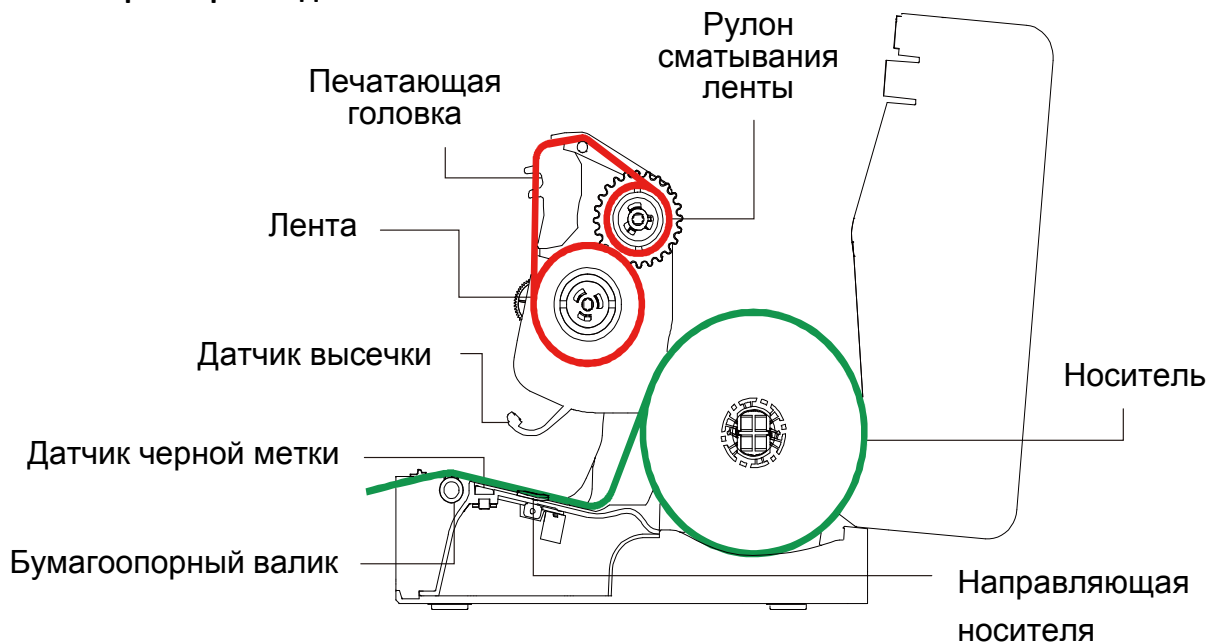 Рулон
сматывания
ленты
Печатающая
головка
Лента
Датчик высечки
Носитель
Датчик черной метки
Бумагоопорный валик
Направляющая
носителя